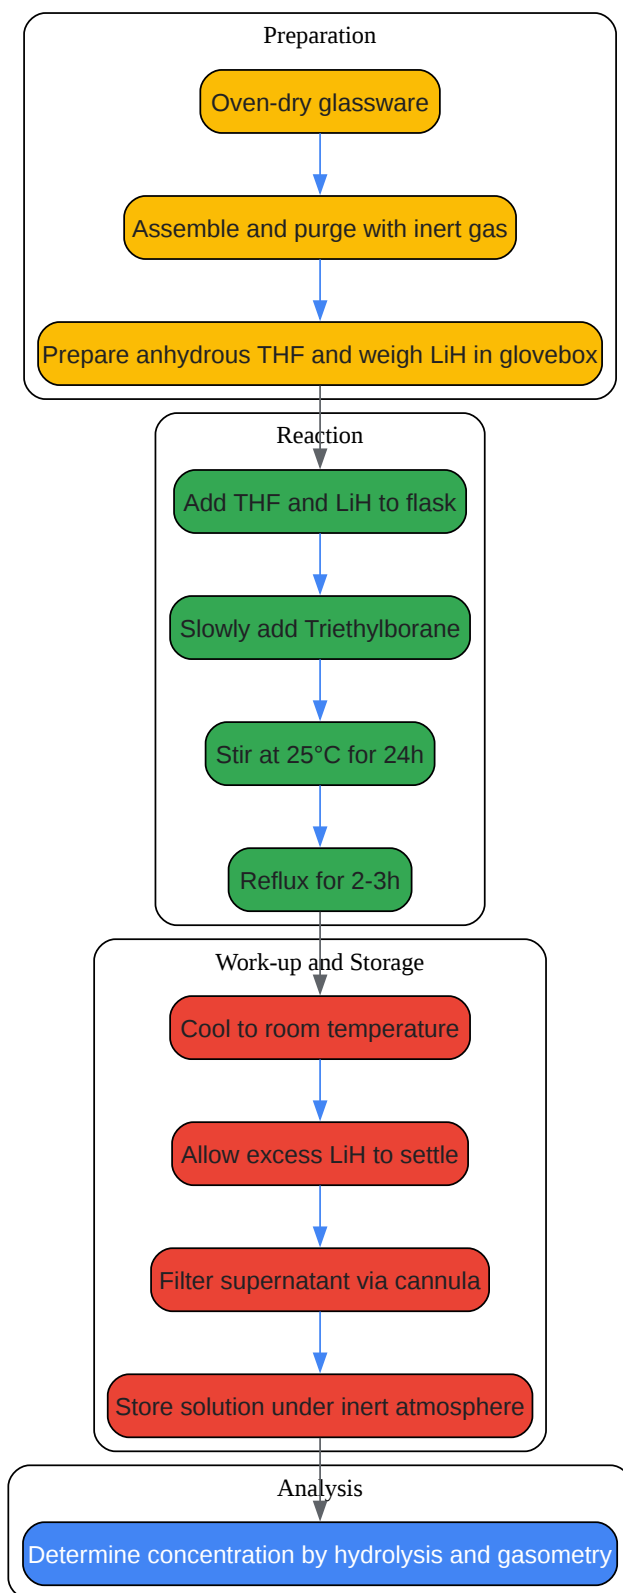 Preparation
Oven-dry glassware
Assemble and purge with inert gas
Prepare anhydrous THF and weigh LiH in glovebox
Reaction
Add THF and LiH to flask
Slowly add Triethylborane
Stir at 25°C for 24h
Reflux for 2-3h
Work-up and Storage
Cool to room temperature
Allow excess LiH to settle
Filter supernatant via cannula
Store solution under inert atmosphere
Analysis
Determine concentration by hydrolysis and gasometry